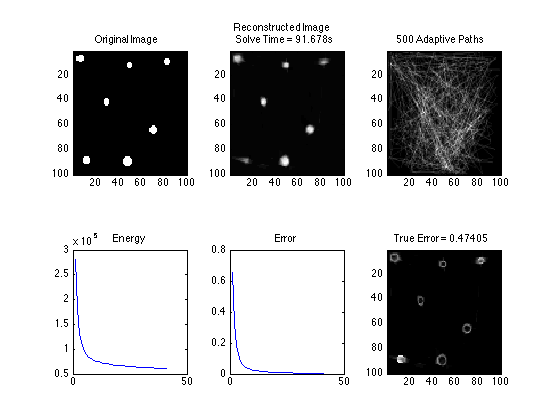 Original Image
20
40
60
80
100
20 40 60 80 100
Reconstructed Image
Solve Time = 91.678s
20
40
60
80
100
20 40 60 80 100
500 Adaptive Paths
20
40
60
80
100
20 40 60 80 100
Energy
x 10^5
3
2.5
2
1.5
1
0.5
0 50
Error
0.8
0.6
0.4
0.2
0
0 50
True Error = 0.47405
20
40
60
80
100
20 40 60 80 100